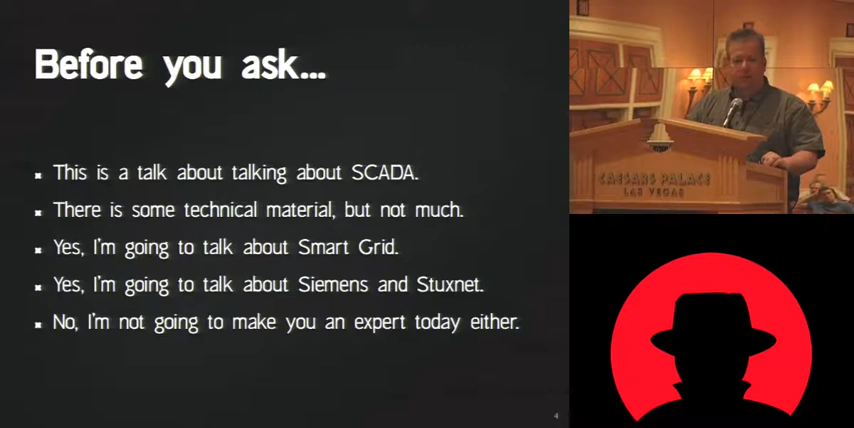 Before you ask...
This is a talk about talking about SCADA.
There is some technical material, but not much.
Yes, I'm going to talk about Smart Grid.
Yes, I'm going to talk about Siemens and Stuxnet.
No, I'm not going to make you an expert today either.
4
CAESARS PALACE
LAS VEGAS